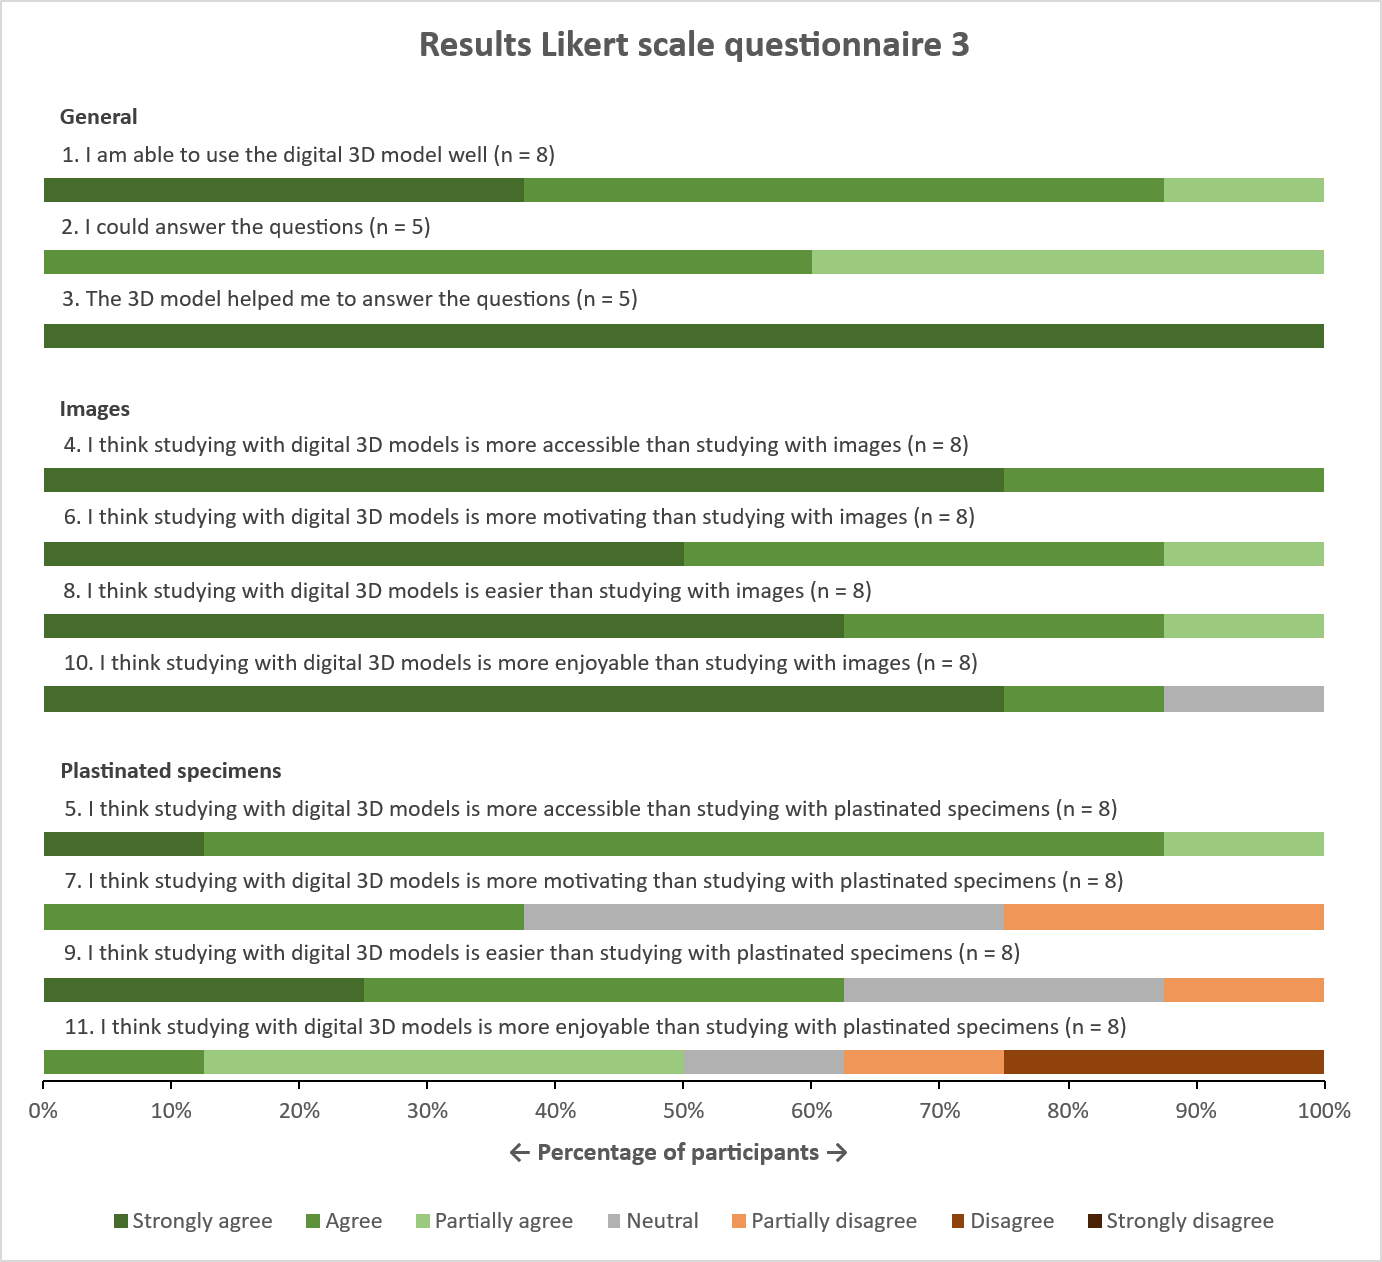 Results Likert scale questionnaire 3
General
1. I am able to use the digital 3D model well (n = 8)
2. I could answer the questions (n = 5)
3. The 3D model helped me to answer the questions (n = 5)
Images
4. I think studying with digital 3D models is more accessible than studying with images (n = 8)
6. I think studying with digital 3D models is more motivating than studying with images (n = 8)
8. I think studying with digital 3D models is easier than studying with images (n = 8)
10. I think studying with digital 3D models is more enjoyable than studying with images (n = 8)
Plastinated specimens
5. I think studying with digital 3D models is more accessible than studying with plastinated specimens (n = 8)
7. I think studying with digital 3D models is more motivating than studying with plastinated specimens (n = 8)
9. I think studying with digital 3D models is easier than studying with plastinated specimens (n = 8)
11. I think studying with digital 3D models is more enjoyable than studying with plastinated specimens (n = 8)
0% 10% 20% 30% 40% 50% 60% 70% 80% 90% 100%
← Percentage of participants →
Strongly agree Agree Partially agree Neutral Partially disagree Disagree Strongly disagree